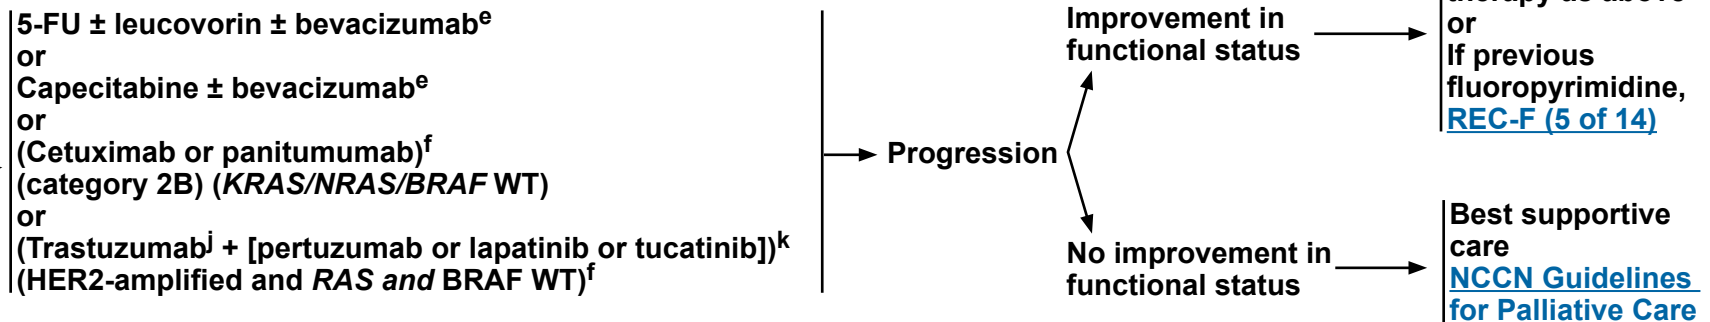 5-FU ± leucovorin ± bevacizumabᵉ
or
Capecitabine ± bevacizumabᵉ
or
(Cetuximab or panitumumab)ᶠ
(category 2B) (KRAS/NRAS/BRAF WT)
or
(Trastuzumabʲ + [pertuzumab or lapatinib or tucatinib])ᵏ
(HER2-amplified and RAS and BRAF WT)ᶠ
Progression
Improvement in
functional status
or
If previous
fluoropyrimidine,
REC-F (5 of 14)
No improvement in
functional status
Best supportive
care
NCCN Guidelines
for Palliative Care